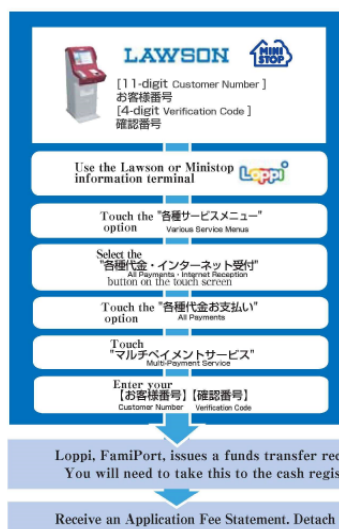 LAWSON MINI STOP
[11-digit Customer Number]
お客様番号
[4-digit Verification Code]
確認番号
Use the Lawson or Ministop
information terminal Loppi
Touch the "各種サービスメニュー"
option Various Service Menus
Select the
"各種代金・インターネット受付"
All Payments・Internet Reception
button on the touch screen
Touch the "各種代金お支払い"
option All Payments
Touch
"マルチペイメントサービス"
Multi-Payment Service
Enter your
【お客様番号】【確認番号】
Customer Number Verification Code
Loppi, FamiPort, issues a funds transfer
You will need to take this to the cash
Receive an Application Fee Statement. Detach